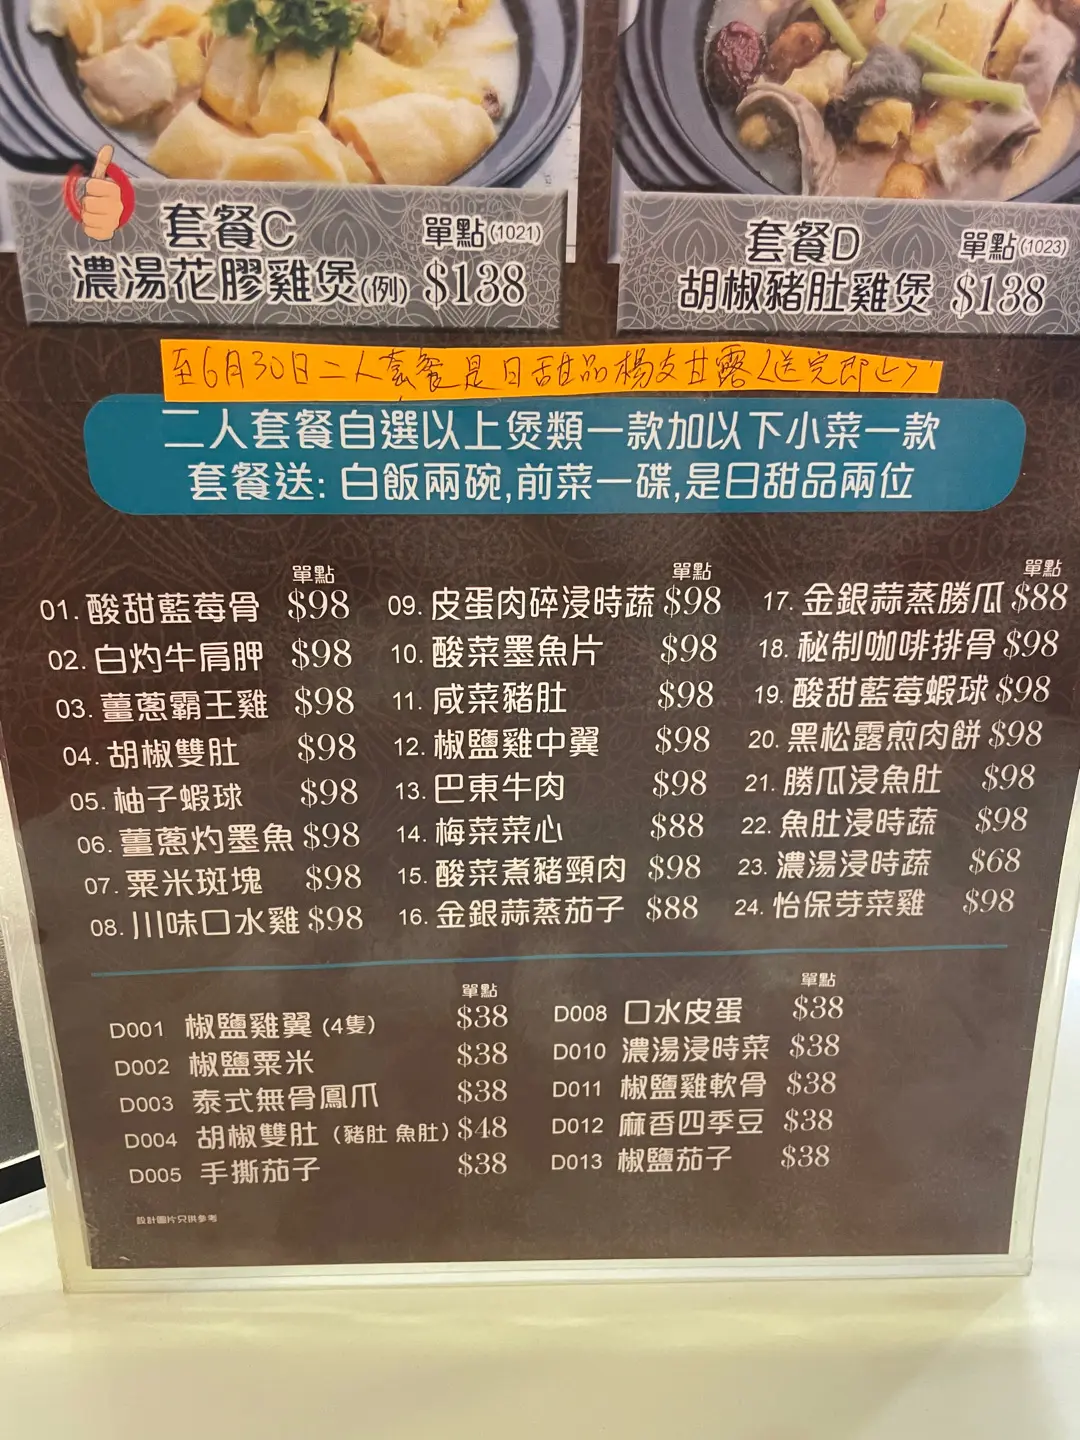 套餐C 單點(1021)
濃湯花膠雞煲(例) $138
套餐D 單點(1023)
胡椒豬肚雞煲 $138
至6月30日二人套餐是日甜品楊支甘露(送完即止)
二人套餐自選以上煲類一款加以下小菜一款
套餐送: 白飯兩碗,前菜一碟,是日甜品兩位
單點
01. 酸甜藍莓骨 $98
02. 白灼牛肩胛 $98
03. 薑蔥霸王雞 $98
04. 胡椒雙肚 $98
05. 柚子蝦球 $98
06. 薑蔥灼墨魚 $98
07. 粟米斑塊 $98
08. 川味口水雞 $98
單點
09. 皮蛋肉碎浸時蔬 $98
10. 酸菜墨魚片 $98
11. 咸菜豬肚 $98
12. 椒鹽雞中翼 $98
13. 巴東牛肉 $98
14. 梅菜菜心 $88
15. 酸菜煮豬頸肉 $98
16. 金銀蒜蒸茄子 $88
單點
17. 金銀蒜蒸勝瓜 $88
18. 秘制咖啡排骨 $98
19. 酸甜藍莓蝦球 $98
20. 黑松露煎肉餅 $98
21. 勝瓜浸魚肚 $98
22. 魚肚浸時蔬 $98
23. 濃湯浸時蔬 $68
24. 怡保芽菜雞 $98
單點
D001 椒鹽雞翼 (4隻) $38
D002 椒鹽粟米 $38
D003 泰式無骨鳳爪 $38
D004 胡椒雙肚 (豬肚 魚肚) $48
D005 手撕茄子 $38
單點
D008 口水皮蛋 $38
D010 濃湯浸時菜 $38
D011 椒鹽雞軟骨 $38
D012 麻香四季豆 $38
D013 椒鹽茄子 $38
設計圖片只供參考